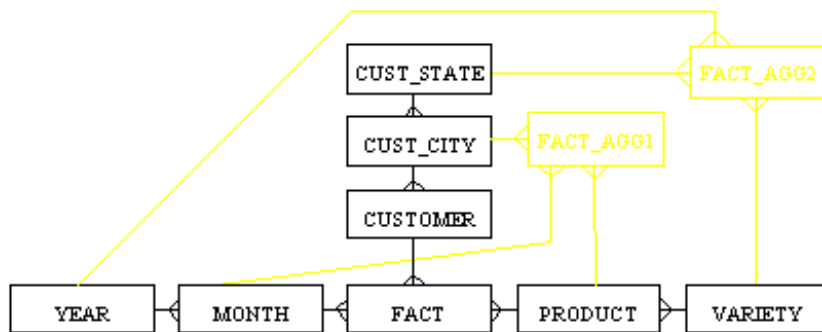 CUST_STATE
FACT_AGG2
CUST_CITY
FACT_AGG1
CUSTOMER
YEAR
MONTH
FACT
PRODUCT
VARIETY